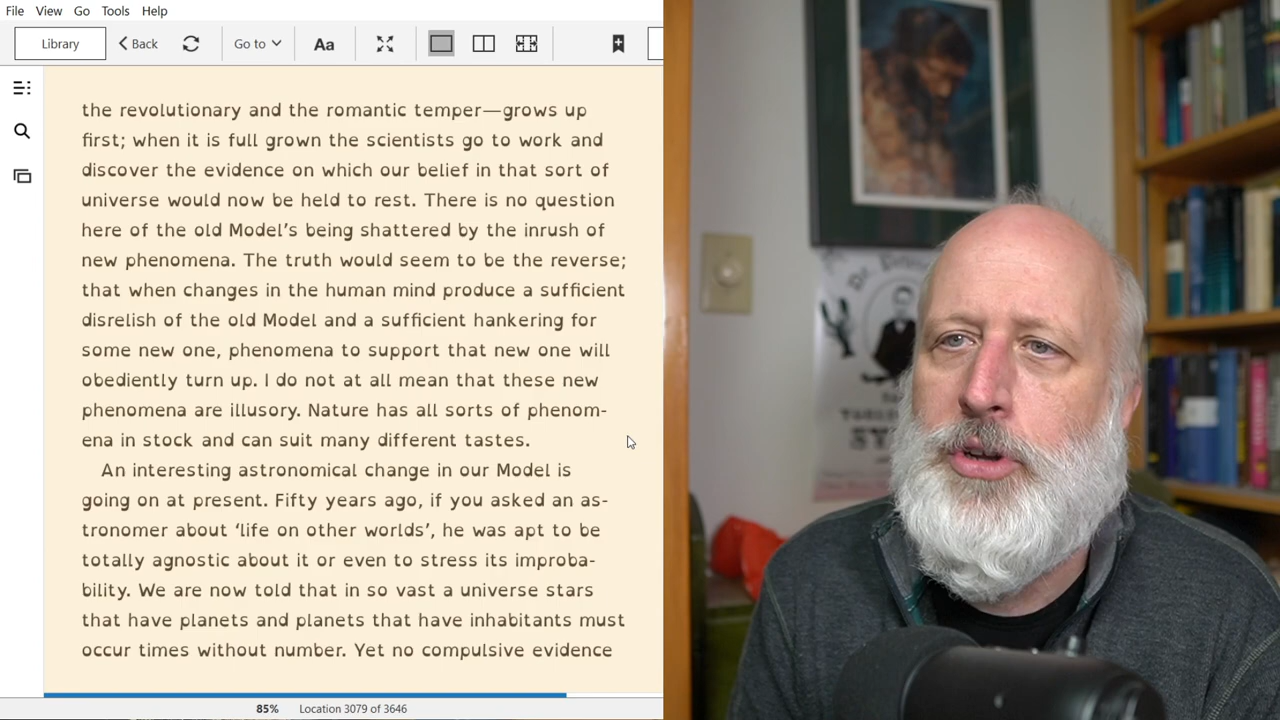 File View Go Tools Help
Library Back Go to Aa
the revolutionary and the romantic temper—grows up
first; when it is full grown the scientists go to work and
discover the evidence on which our belief in that sort of
universe would now be held to rest. There is no question
here of the old Model’s being shattered by the inrush of
new phenomena. The truth would seem to be the reverse;
that when changes in the human mind produce a sufficient
disrelish of the old Model and a sufficient hankering for
some new one, phenomena to support that new one will
obediently turn up. I do not at all mean that these new
phenomena are illusory. Nature has all sorts of phenom-
ena in stock and can suit many different tastes.
An interesting astronomical change in our Model is
going on at present. Fifty years ago, if you asked an as-
tronomer about ‘life on other worlds’, he was apt to be
totally agnostic about it or even to stress its improba-
bility. We are now told that in so vast a universe stars
that have planets and planets that have inhabitants must
occur times without number. Yet no compulsive evidence
85% Location 3079 of 3646
Dr.